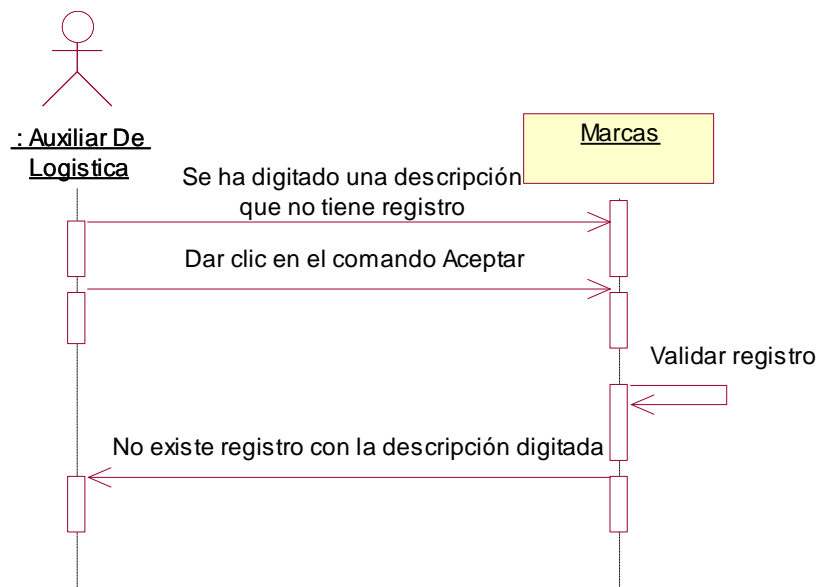 : Auxiliar De
Logistica
Marcas
Se ha digitado una descripción
que no tiene registro
Dar clic en el comando Aceptar
Validar registro
No existe registro con la descripción digitada